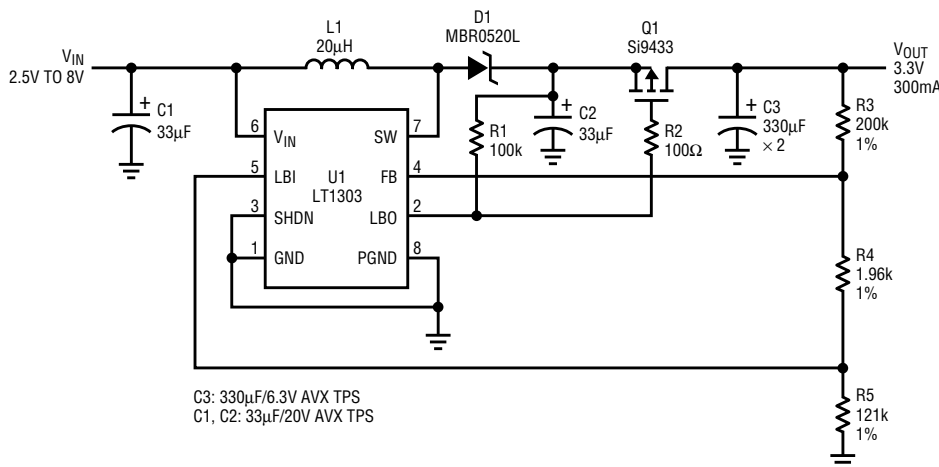 L1
20µH
D1
MBR0520L
Q1
Si9433
VIN
2.5V TO 8V
VOUT
3.3V
300mA
+
C1
33µF
6
VIN
SW
7
5
LBI
U1
LT1303
FB
4
3
SHDN
LBO
2
1
GND
PGND
8
R1
100k
+
C2
33µF
R2
100Ω
+
C3
330µF
× 2
R3
200k
1%
R4
1.96k
1%
R5
121k
1%
C3: 330µF/6.3V AVX TPS
C1, C2: 33µF/20V AVX TPS